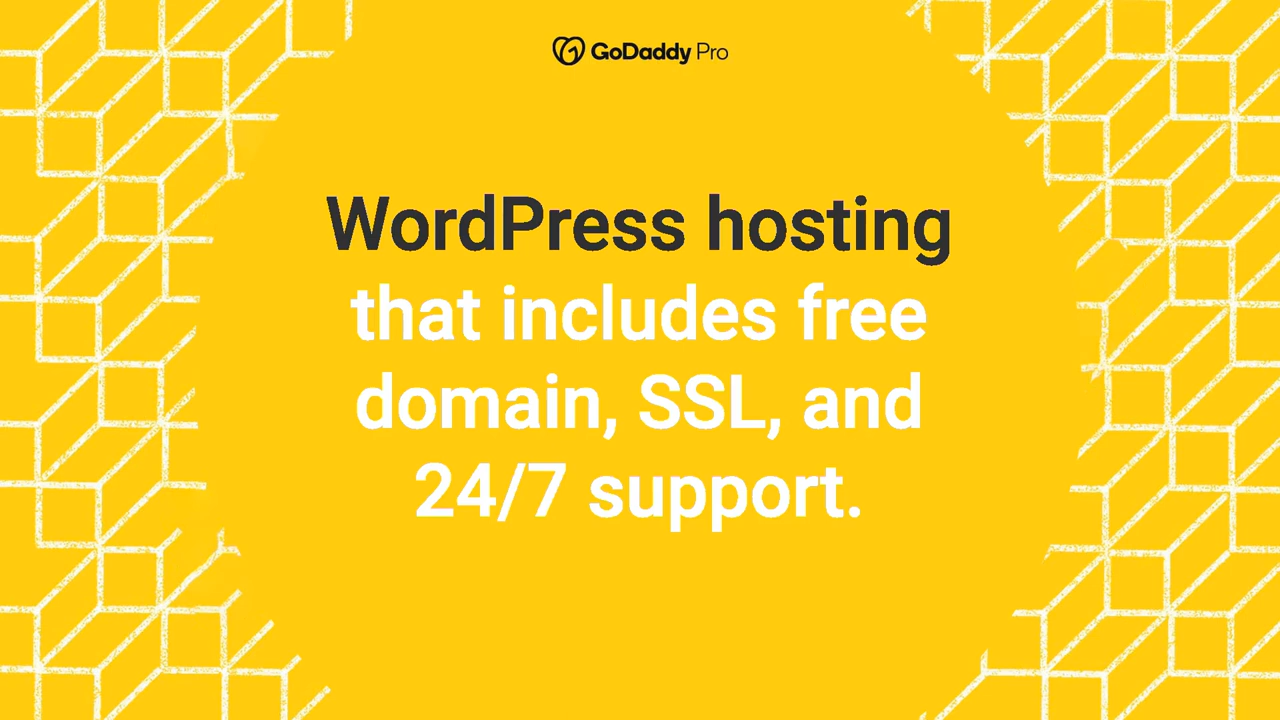 GoDaddy Pro
WordPress hosting
that includes free
domain, SSL, and
24/7 support.